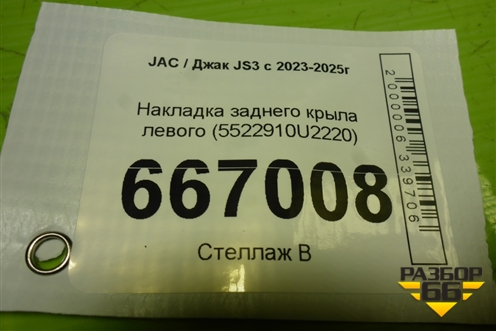 JAC / Джак JS3 с 2023-2025г
Накладка заднего крыла
левого (5522910U2220)
667008
Стеллаж В
2000006339706
РАЗБОР
66